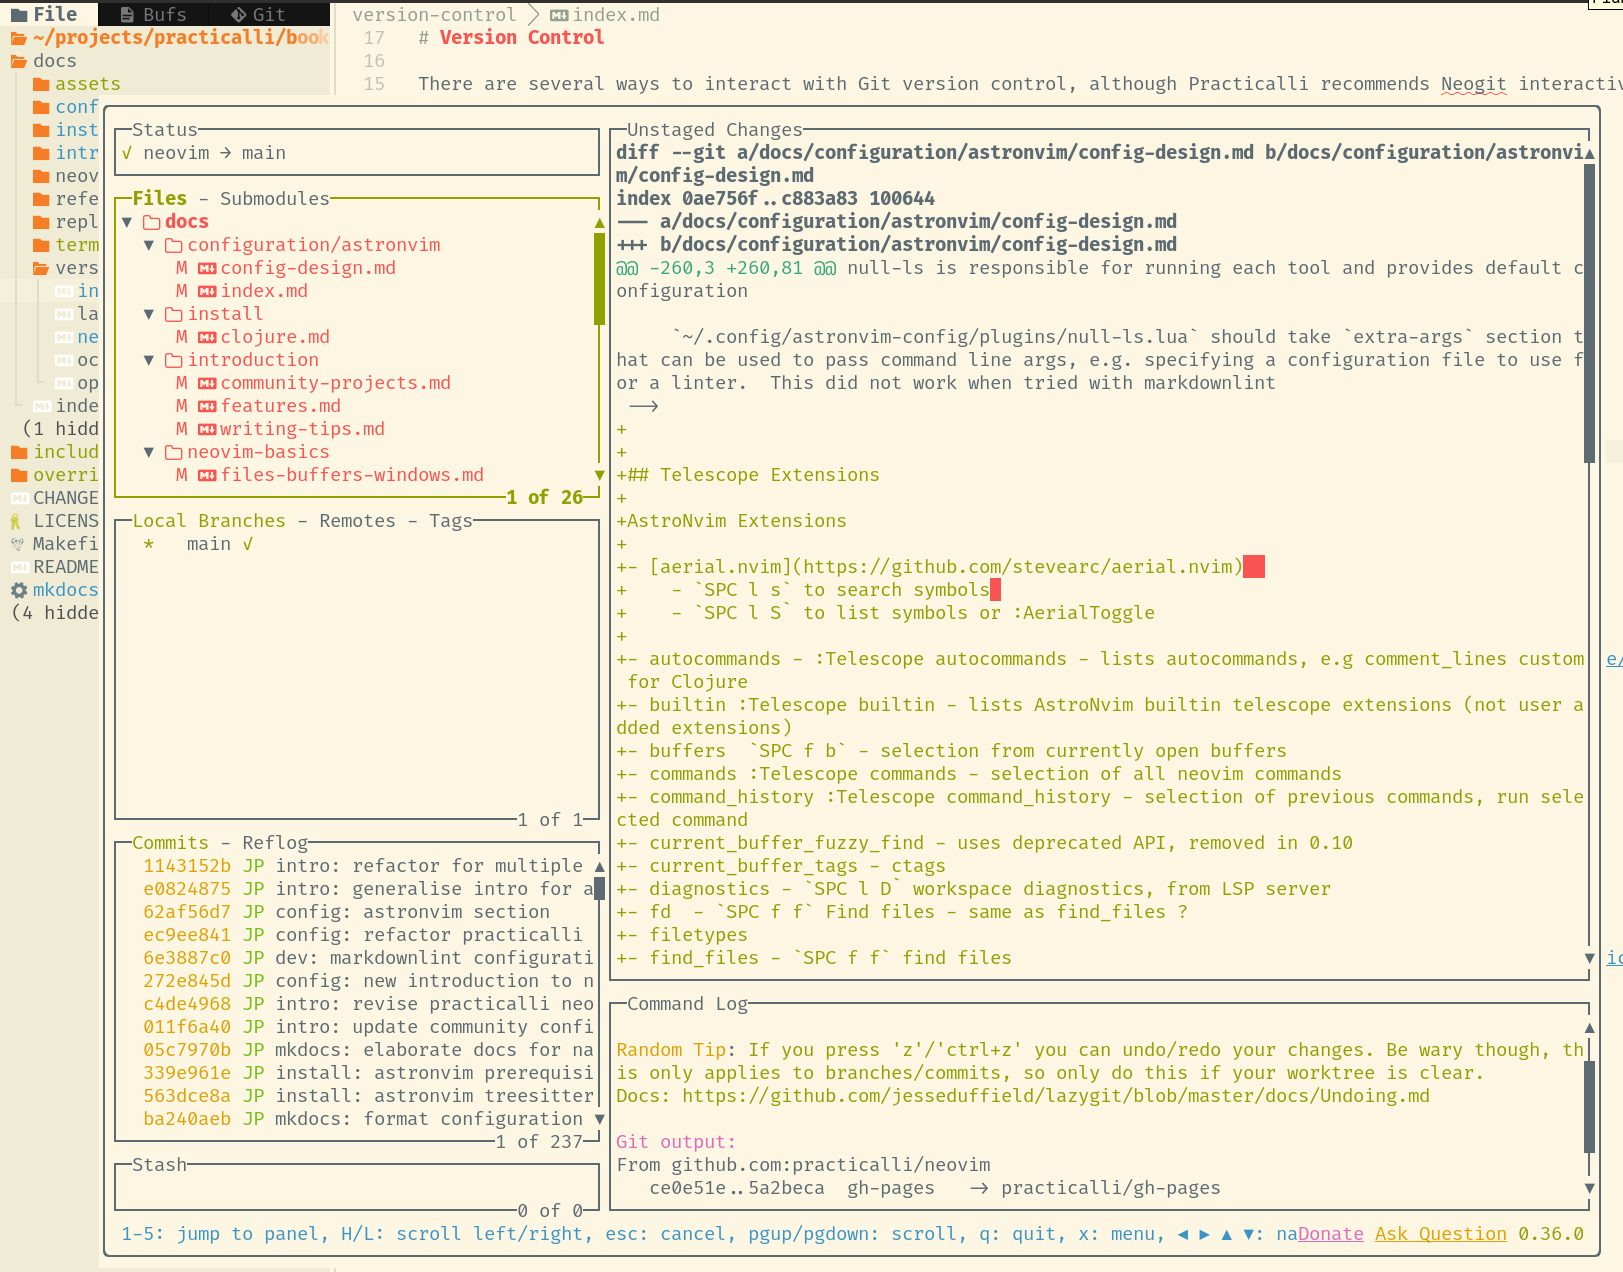 File Bufs Git
~/projects/practicalli/book
docs
assets
conf
inst
intr
neov
refe
repl
term
vers
in
la
ne
oc
op
inde
(1 hidd
includ
overri
CHANGE
LICENS
Makefi
README
mkdocs
(4 hidde
version-control > index.md
17 # Version Control
16
15 There are several ways to interact with Git version control, although Practicalli recommends Neogit interactiv
Status
✓ neovim → main
Files - Submodules
▼ docs
▼ configuration/astronvim
M config-design.md
M index.md
▼ install
M clojure.md
▼ introduction
M community-projects.md
M features.md
M writing-tips.md
▼ neovim-basics
M files-buffers-windows.md
1 of 26
Local Branches - Remotes - Tags
* main ✓
1 of 1
Commits - Reflog
1143152b JP intro: refactor for multiple
e0824875 JP intro: generalise intro for a
62af56d7 JP config: astronvim section
ec9ee841 JP config: refactor practicalli
6e3887c0 JP dev: markdownlint configurati
272e845d JP config: new introduction to n
c4de4968 JP intro: revise practicalli neo
011f6a40 JP intro: update community confi
05c7970b JP mkdocs: elaborate docs for na
339e961e JP install: astronvim prerequisi
563dce8a JP install: astronvim treesitter
ba240aeb JP mkdocs: format configuration
1 of 237
Stash
0 of 0
Unstaged Changes
diff --git a/docs/configuration/astronvim/config-design.md b/docs/configuration/astronvi
m/config-design.md
index 0ae756f..c883a83 100644
--- a/docs/configuration/astronvim/config-design.md
+++ b/docs/configuration/astronvim/config-design.md
@@ -260,3 +260,81 @@ null-ls is responsible for running each tool and provides default c
onfiguration
`~/.config/astronvim-config/plugins/null-ls.lua` should take `extra-args` section t
hat can be used to pass command line args, e.g. specifying a configuration file to use f
or a linter.  This did not work when tried with markdownlint
-->
+
+
+## Telescope Extensions
+
+AstroNvim Extensions
+
+- [aerial.nvim](https://github.com/stevearc/aerial.nvim)
+    - `SPC l s` to search symbols
+    - `SPC l S` to list symbols or :AerialToggle
+
+- autocommands - :Telescope autocommands - lists autocommands, e.g comment_lines custom
for Clojure
+- builtin :Telescope builtin - lists AstroNvim builtin telescope extensions (not user a
dded extensions)
+- buffers  `SPC f b` - selection from currently open buffers
+- commands :Telescope commands - selection of all neovim commands
+- command_history :Telescope command_history - selection of previous commands, run sele
cted command
+- current_buffer_fuzzy_find - uses deprecated API, removed in 0.10
+- current_buffer_tags - ctags
+- diagnostics - `SPC l D` workspace diagnostics, from LSP server
+- fd  - `SPC f f` Find files - same as find_files ?
+- filetypes
+- find_files - `SPC f f` find files
Command Log
Random Tip: If you press 'z'/'ctrl+z' you can undo/redo your changes. Be wary though, th
is only applies to branches/commits, so only do this if your worktree is clear.
Docs: https://github.com/jesseduffield/lazygit/blob/master/docs/Undoing.md
Git output:
From github.com:practicalli/neovim
ce0e51e..5a2beca  gh-pages   -> practicalli/gh-pages
1-5: jump to panel, H/L: scroll left/right, esc: cancel, pgup/pgdown: scroll, q: quit, x: menu, ◄ ► ▲ ▼: naDonate Ask Question 0.36.0
e/
ic